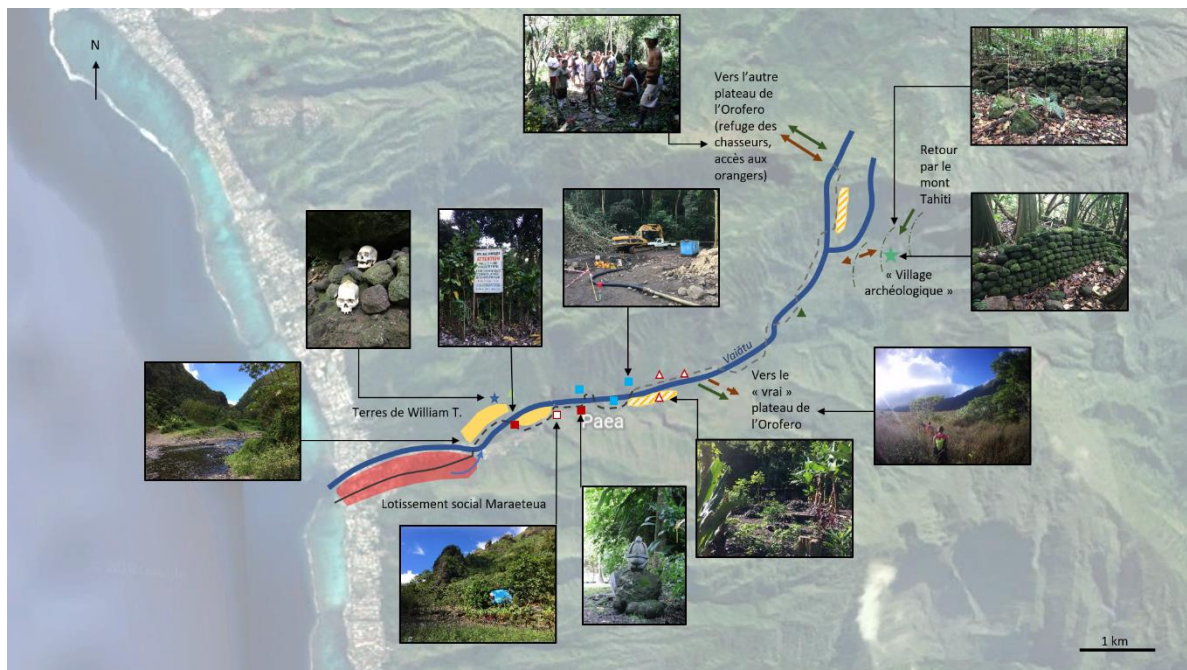 N
Vers l'autre
plateau de
l'Orofero
(refuge des
chasseurs,
accès aux
orangers)
Retour
par le
mont
Tahiti
« Village
archéologique »
ATTENTION
Vaiātu
Vers le
« vrai »
plateau de
l'Orofero
Terres de William T.
Paea
Lotissement social Maraeteua
1 km